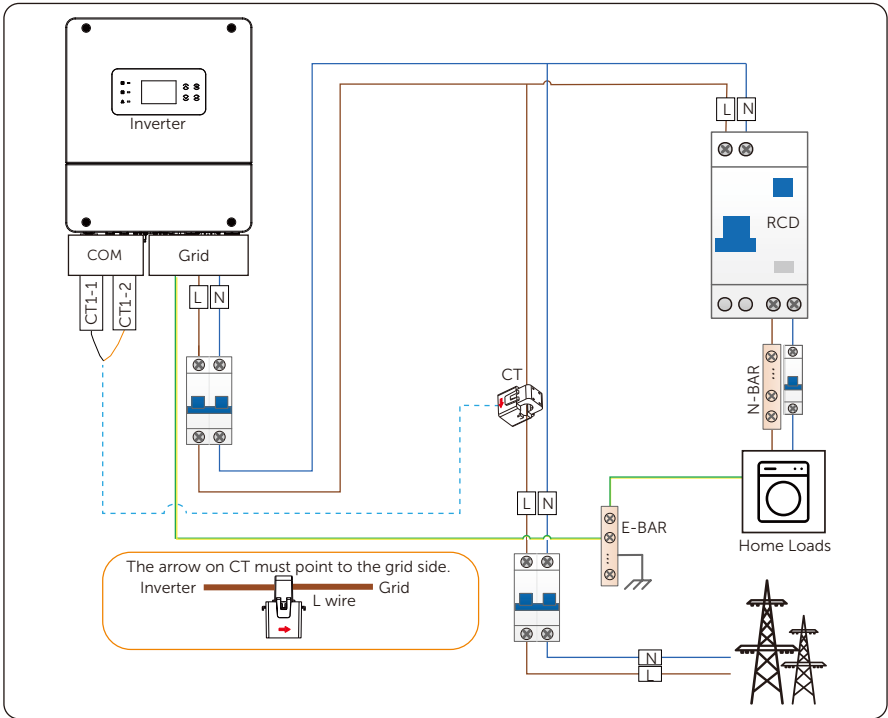 Inverter
COM
Grid
CT1-1
CT1-2
L
N
L
N
RCD
N-BAR
CT
L
N
E-BAR
Home Loads
The arrow on CT must point to the grid side.
Inverter
Grid
L wire
N
L